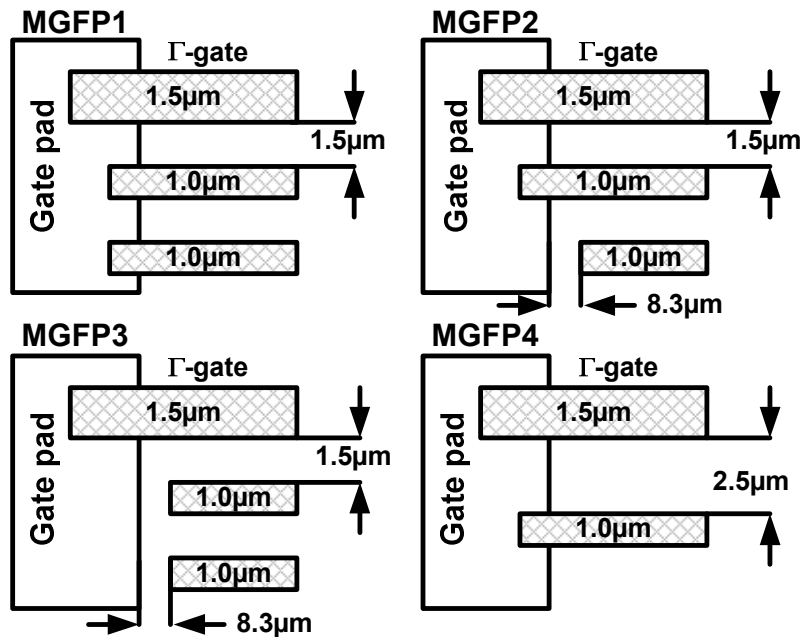 MGFP1
Γ-gate
1.5µm
1.5µm
Gate pad
1.0µm
1.0µm
MGFP2
Γ-gate
1.5µm
1.5µm
Gate pad
1.0µm
1.0µm
8.3µm
MGFP3
Γ-gate
1.5µm
1.5µm
Gate pad
1.0µm
1.0µm
8.3µm
MGFP4
Γ-gate
1.5µm
2.5µm
Gate pad
1.0µm